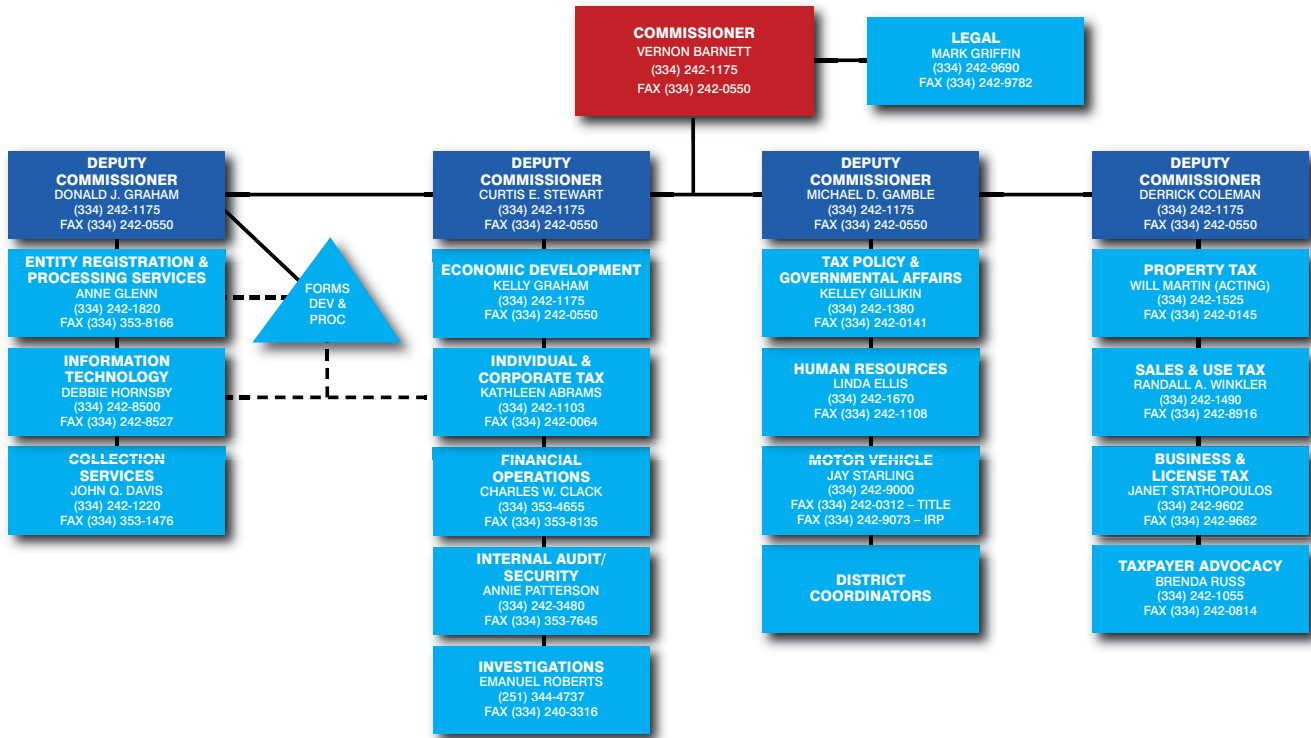 COMMISSIONER
VERNON BARNETT
(334) 242-1175
FAX (334) 242-0550
LEGAL
MARK GRIFFIN
(334) 242-9690
FAX (334) 242-9782
DEPUTY
COMMISSIONER
DONALD J. GRAHAM
(334) 242-1175
FAX (334) 242-0550
ENTITY REGISTRATION &
PROCESSING SERVICES
ANNE GLENN
(334) 242-1820
FAX (334) 353-8166
INFORMATION
TECHNOLOGY
DEBBIE HORNSBY
(334) 242-8500
FAX (334) 242-8527
COLLECTION
SERVICES
JOHN Q. DAVIS
(334) 242-1220
FAX (334) 353-1476
FORMS
DEV &
PROC
DEPUTY
COMMISSIONER
CURTIS E. STEWART
(334) 242-1175
FAX (334) 242-0550
ECONOMIC DEVELOPMENT
KELLY GRAHAM
(334) 242-1175
FAX (334) 242-0550
INDIVIDUAL &
CORPORATE TAX
KATHLEEN ABRAMS
(334) 242-1103
FAX (334) 242-0064
FINANCIAL
OPERATIONS
CHARLES W. CLACK
(334) 353-4655
FAX (334) 353-8135
INTERNAL AUDIT/
SECURITY
ANNIE PATTERSON
(334) 242-3480
FAX (334) 353-7645
INVESTIGATIONS
EMANUEL ROBERTS
(251) 344-4737
FAX (334) 240-3316
DEPUTY
COMMISSIONER
MICHAEL D. GAMBLE
(334) 242-1175
FAX (334) 242-0550
TAX POLICY &
GOVERNMENTAL AFFAIRS
KELLEY GILLIKIN
(334) 242-1380
FAX (334) 242-0141
HUMAN RESOURCES
LINDA ELLIS
(334) 242-1670
FAX (334) 242-1108
MOTOR VEHICLE
JAY STARLING
(334) 242-9000
FAX (334) 242-0312 – TITLE
FAX (334) 242-9073 – IRP
DISTRICT
COORDINATORS
DEPUTY
COMMISSIONER
DERRICK COLEMAN
(334) 242-1175
FAX (334) 242-0550
PROPERTY TAX
WILL MARTIN (ACTING)
(334) 242-1525
FAX (334) 242-0145
SALES & USE TAX
RANDALL A. WINKLER
(334) 242-1490
FAX (334) 242-8916
BUSINESS &
LICENSE TAX
JANET STATHOPOULOS
(334) 242-9602
FAX (334) 242-9662
TAXPAYER ADVOCACY
BRENDA RUSS
(334) 242-1055
FAX (334) 242-0814